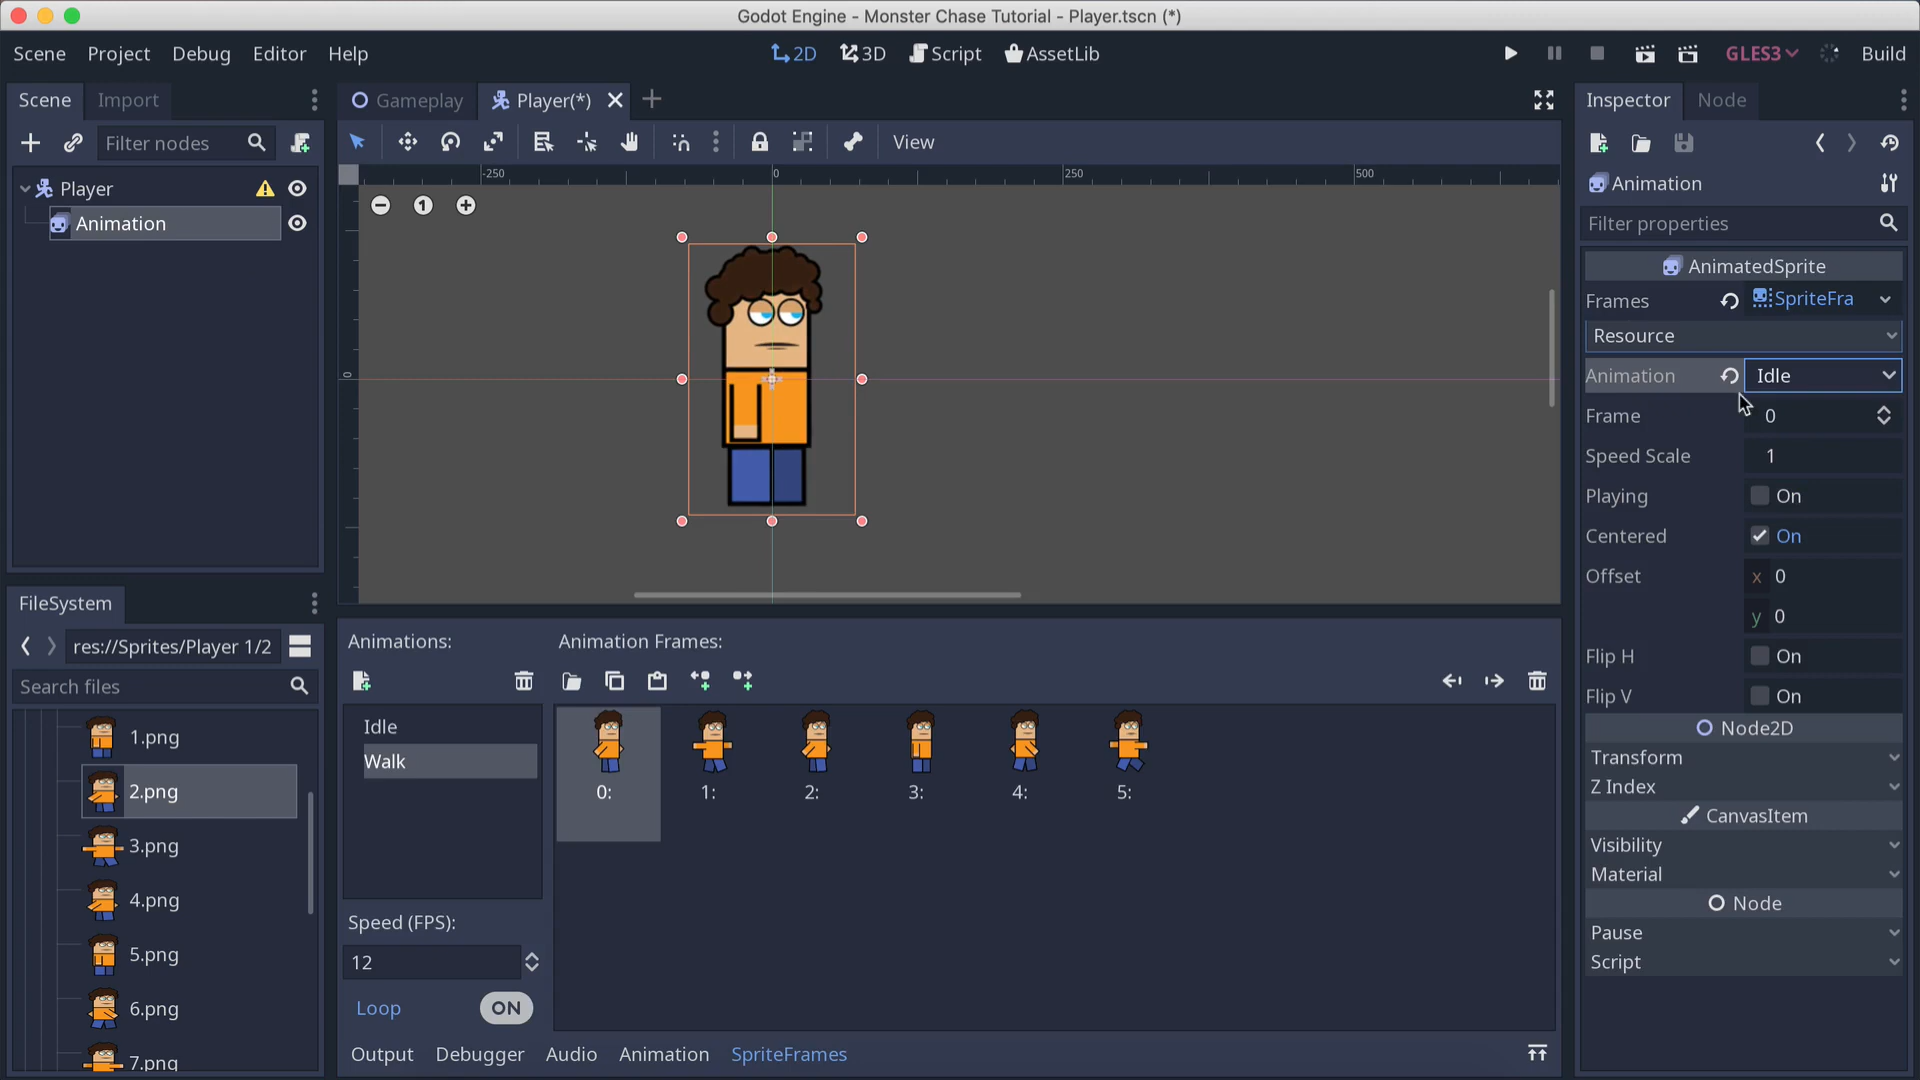 Godot Engine - Monster Chase Tutorial - Player.tscn (*)
Scene Project Debug Editor Help
2D 3D Script AssetLib
GLES3 Build
Scene Import
Filter nodes
Player
Animation
FileSystem
res://Sprites/Player 1/2
Search files
1.png
2.png
3.png
4.png
5.png
6.png
7.png
Gameplay Player(*)
View
-250 0 250 500
1
0
Animations:
Idle
Walk
Speed (FPS):
12
Loop ON
Animation Frames:
0: 1: 2: 3: 4: 5:
Output Debugger Audio Animation SpriteFrames
Inspector Node
Animation
Filter properties
AnimatedSprite
Frames SpriteFra
Resource
Animation Idle
Frame 0
Speed Scale 1
Playing On
Centered On
Offset x 0
y 0
Flip H On
Flip V On
Node2D
Transform
Z Index
CanvasItem
Visibility
Material
Node
Pause
Script